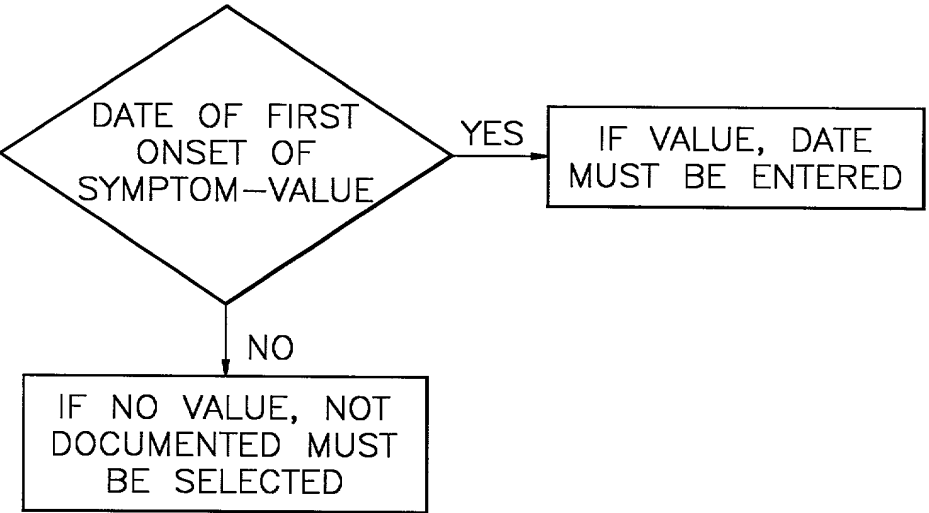 DATE OF FIRST
ONSET OF
SYMPTOM-VALUE
YES
IF VALUE, DATE
MUST BE ENTERED
NO
IF NO VALUE, NOT
DOCUMENTED MUST
BE SELECTED